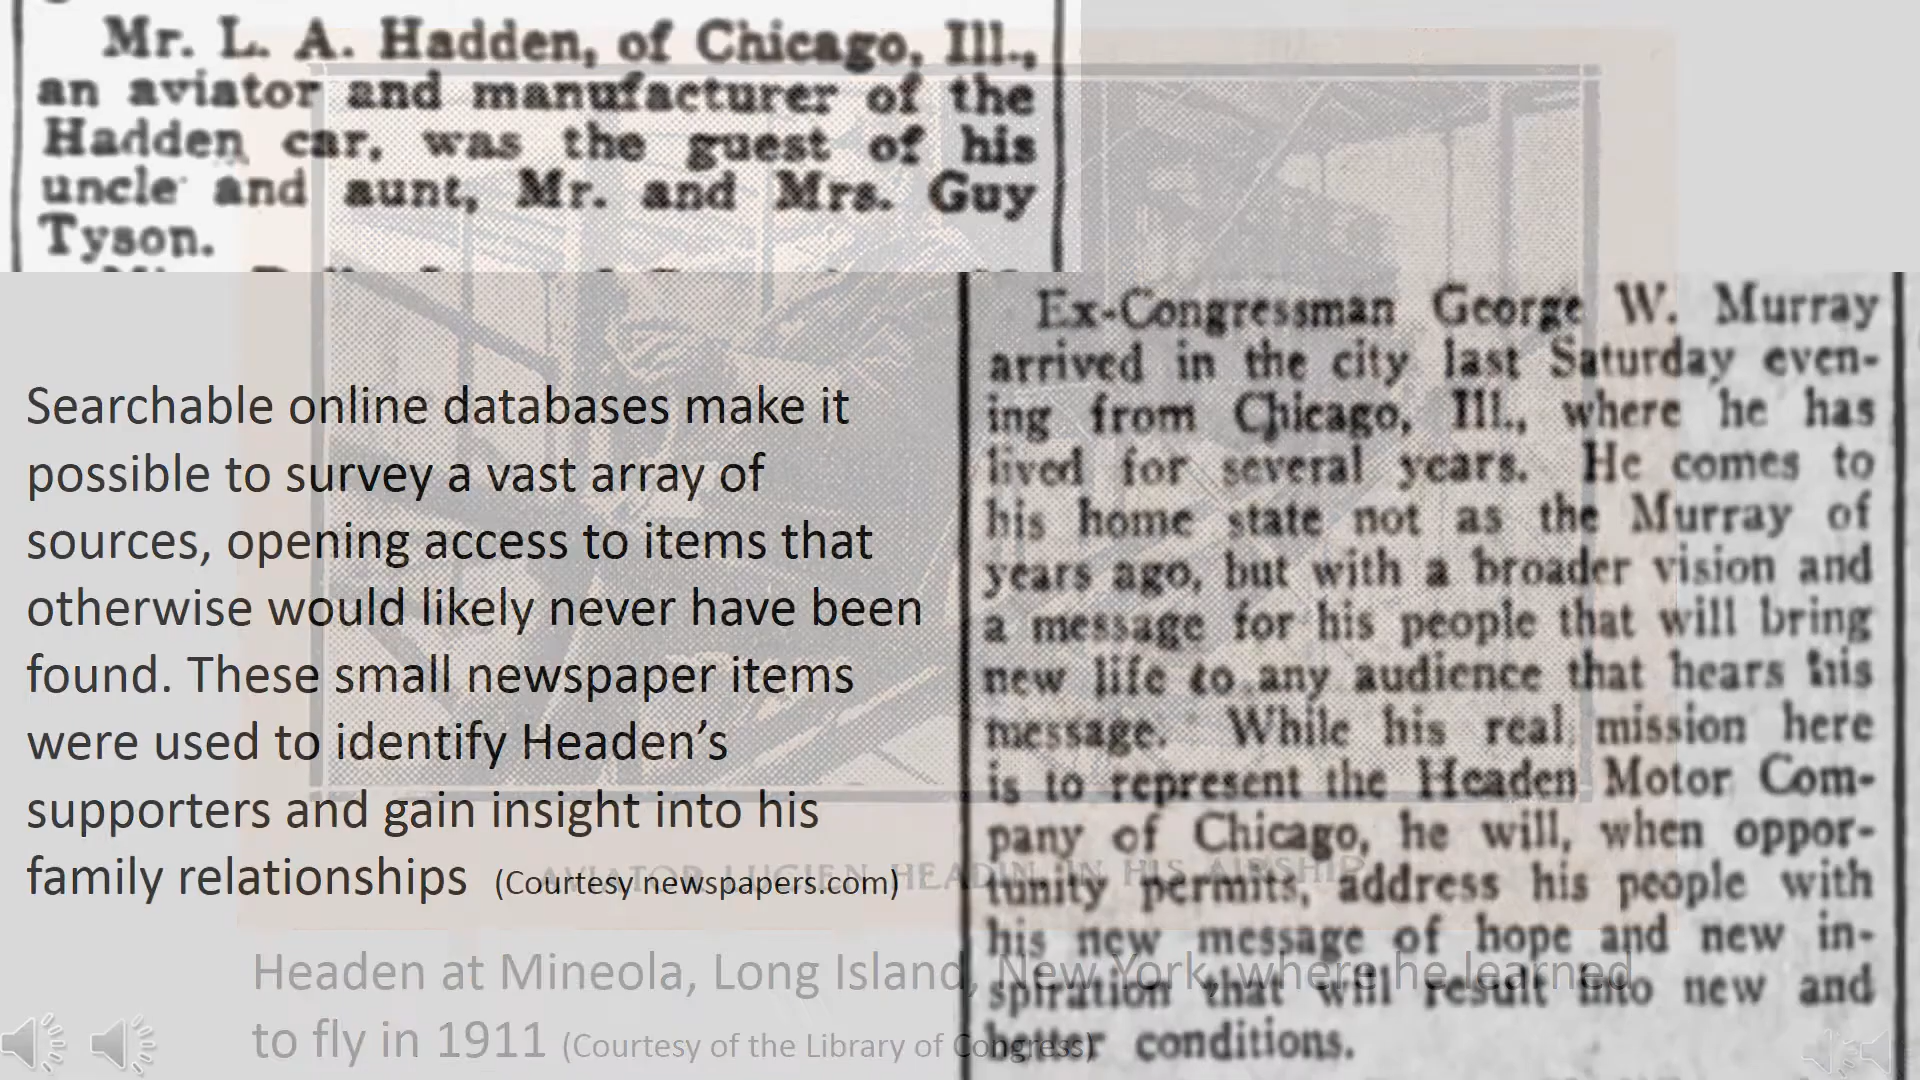 Mr. L. A. Hadden, of Chicago, Ill.,
an aviator and manufacturer of the
Hadden car, was the guest of his
uncle and aunt, Mr. and Mrs. Guy
Tyson.
Searchable online databases make it
possible to survey a vast array of
sources, opening access to items that
otherwise would likely never have been
found. These small newspaper items
were used to identify Headen’s
supporters and gain insight into his
family relationships (Courtesy newspapers.com)
Ex-Congressman George W. Murray
arrived in the city last Saturday even-
ing from Chicago, Ill., where he has
lived for several years. He comes to
his home state not as the Murray of
years ago, but with a broader vision and
a message for his people that will bring
new life to any audience that hears his
message. While his real mission here
is to represent the Headen Motor Com-
pany of Chicago, he will, when oppor-
tunity permits, address his people with
his new message of hope and new in-
spiration that will result into new and
better conditions.
AVIATOR LUCIEN HEADIN IN HIS AIRSHIP
Headen at Mineola, Long Island, New York, where he learned
to fly in 1911 (Courtesy of the Library of Congress)